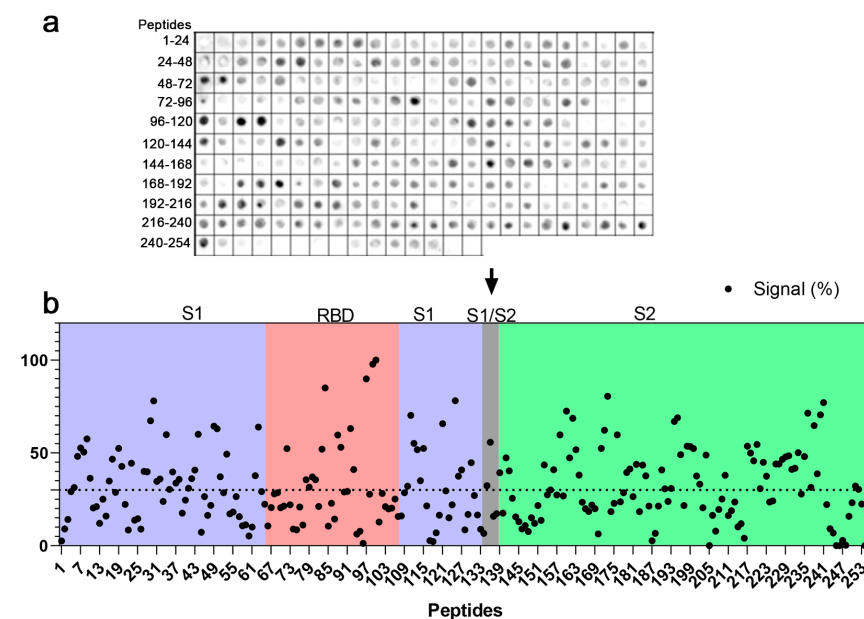 a
Peptides
1-24
24-48
48-72
72-96
96-120
120-144
144-168
168-192
192-216
216-240
240-254
b
Signal (%)
S1 RBD S1 S1/S2 S2
100
50
0
1 7 13 19 25 31 37 43 49 55 61 67 73 79 85 91 97 103 109 115 121 127 133 139 145 151 157 163 169 175 181 187 193 199 205 211 217 223 229 235 241 247 253
Peptides